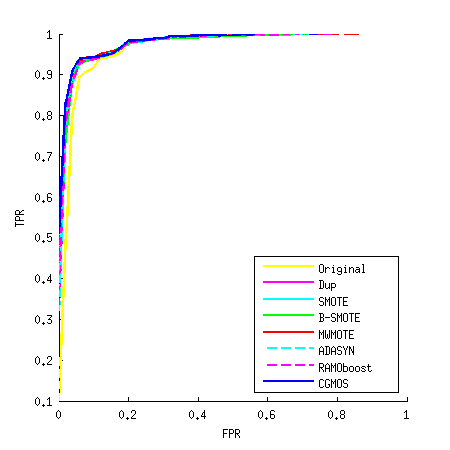 1
0.9
0.8
0.7
0.6
0.5
0.4
0.3
0.2
0.1
TPR
0 0.2 0.4 0.6 0.8 1
FPR
Original
Dup
SMOTE
B-SMOTE
MWMOTE
ADASYN
RAMOboost
CGMOS